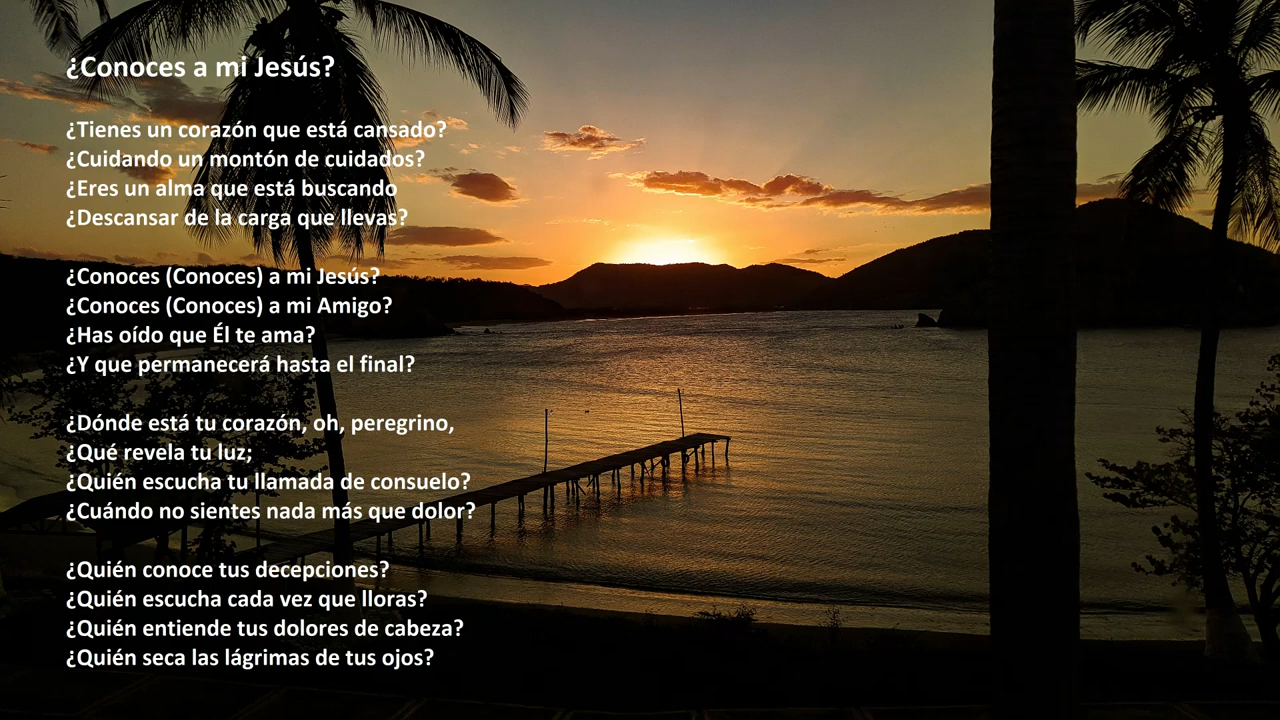 ¿Conoces a mi Jesús?
¿Tienes un corazón que está cansado?
¿Cuidando un montón de cuidados?
¿Eres un alma que está buscando
¿Descansar de la carga que llevas?
¿Conoces (Conoces) a mi Jesús?
¿Conoces (Conoces) a mi Amigo?
¿Has oído que Él te ama?
¿Y que permanecerá hasta el final?
¿Dónde está tu corazón, oh, peregrino,
¿Qué revela tu luz;
¿Quién escucha tu llamada de consuelo?
¿Cuándo no sientes nada más que dolor?
¿Quién conoce tus decepciones?
¿Quién escucha cada vez que lloras?
¿Quién entiende tus dolores de cabeza?
¿Quién seca las lágrimas de tus ojos?